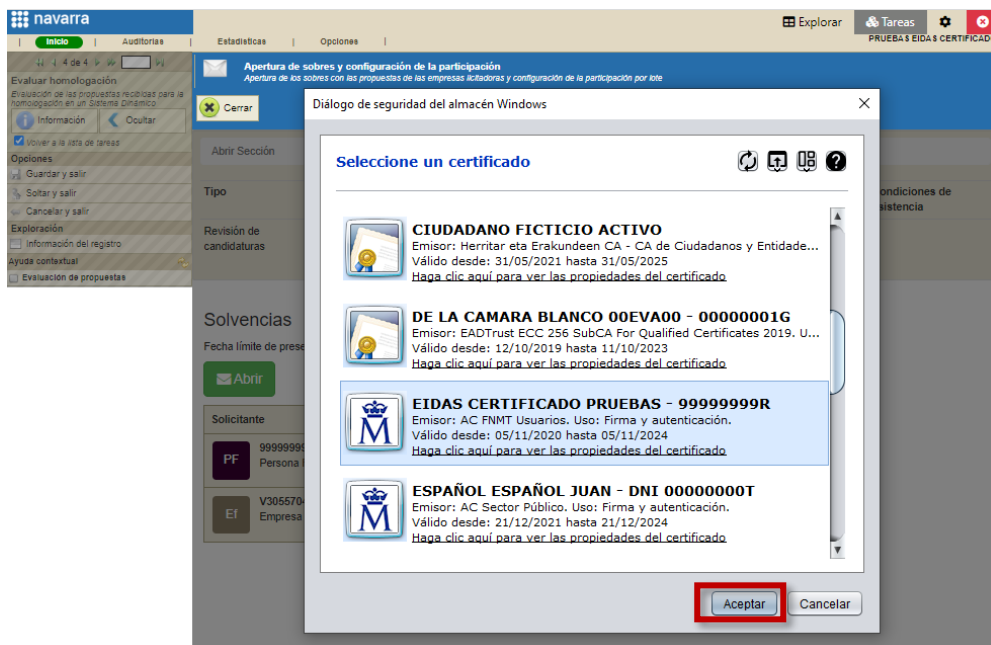 navarra
Explorar
Tareas
PRUEBAS EIDAS CERTIFICAD
| Inicio | Auditorías | Estadísticas | Opciones |
4 de 4
Evaluar homologación
Evaluación de las propuestas recibidas para la
homologación en un Sistema Dinámico
Información
Ocultar
Volver a la lista de tareas
Opciones
Guardar y salir
Soltar y salir
Cancelar y salir
Exploración
Información del registro
Ayuda contextual
Evaluación de propuestas
Apertura de sobres y configuración de la participación
Apertura de los sobres con las propuestas de las empresas licitadoras y configuración de la participación por lote
Cerrar
Abrir Sección
Tipo
ondiciones de
sistencia
Revisión de
candidaturas
Solvencias
Fecha límite de prese
Abrir
Solicitante
PF
99999999
Persona
Ef
V305570
Empresa
Diálogo de seguridad del almacén Windows
Seleccione un certificado
CIUDADANO FICTICIO ACTIVO
Emisor: Herritar eta Erakundeen CA - CA de Ciudadanos y Entidade...
Válido desde: 31/05/2021 hasta 31/05/2025
Haga clic aquí para ver las propiedades del certificado
DE LA CAMARA BLANCO 00EVA00 - 00000001G
Emisor: EADTrust ECC 256 SubCA For Qualified Certificates 2019. U...
Válido desde: 12/10/2019 hasta 11/10/2023
Haga clic aquí para ver las propiedades del certificado
EIDAS CERTIFICADO PRUEBAS - 99999999R
Emisor: AC FNMT Usuarios. Uso: Firma y autenticación.
Válido desde: 05/11/2020 hasta 05/11/2024
Haga clic aquí para ver las propiedades del certificado
ESPAÑOL ESPAÑOL JUAN - DNI 00000000T
Emisor: AC Sector Público. Uso: Firma y autenticación.
Válido desde: 21/12/2021 hasta 21/12/2024
Haga clic aquí para ver las propiedades del certificado
Aceptar
Cancelar